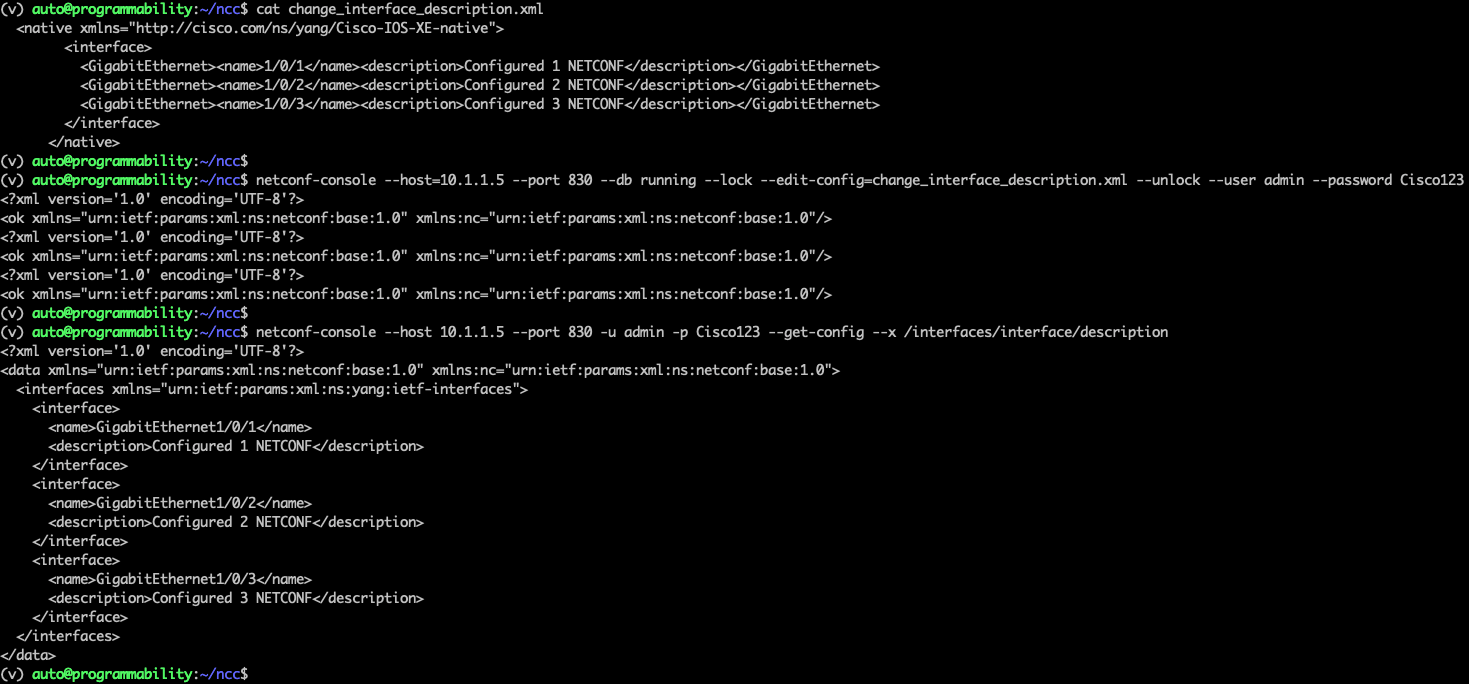 (v) auto@programmability:~/ncc$ cat change_interface_description.xml
  <native xmlns="http://cisco.com/ns/yang/Cisco-IOS-XE-native">
        <interface>
          <GigabitEthernet><name>1/0/1</name><description>Configured 1 NETCONF</description></GigabitEthernet>
          <GigabitEthernet><name>1/0/2</name><description>Configured 2 NETCONF</description></GigabitEthernet>
          <GigabitEthernet><name>1/0/3</name><description>Configured 3 NETCONF</description></GigabitEthernet>
        </interface>
      </native>
(v) auto@programmability:~/ncc$
(v) auto@programmability:~/ncc$ netconf-console --host=10.1.1.5 --port 830 --db running --lock --edit-config=change_interface_description.xml --unlock --user admin --password Cisco123
<?xml version='1.0' encoding='UTF-8'?>
<ok xmlns="urn:ietf:params:xml:ns:netconf:base:1.0" xmlns:nc="urn:ietf:params:xml:ns:netconf:base:1.0"/>
<?xml version='1.0' encoding='UTF-8'?>
<ok xmlns="urn:ietf:params:xml:ns:netconf:base:1.0" xmlns:nc="urn:ietf:params:xml:ns:netconf:base:1.0"/>
<?xml version='1.0' encoding='UTF-8'?>
<ok xmlns="urn:ietf:params:xml:ns:netconf:base:1.0" xmlns:nc="urn:ietf:params:xml:ns:netconf:base:1.0"/>
(v) auto@programmability:~/ncc$
(v) auto@programmability:~/ncc$ netconf-console --host 10.1.1.5 --port 830 -u admin -p Cisco123 --get-config --x /interfaces/interface/description
<?xml version='1.0' encoding='UTF-8'?>
<data xmlns="urn:ietf:params:xml:ns:netconf:base:1.0" xmlns:nc="urn:ietf:params:xml:ns:netconf:base:1.0">
  <interfaces xmlns="urn:ietf:params:xml:ns:yang:ietf-interfaces">
    <interface>
      <name>GigabitEthernet1/0/1</name>
      <description>Configured 1 NETCONF</description>
    </interface>
    <interface>
      <name>GigabitEthernet1/0/2</name>
      <description>Configured 2 NETCONF</description>
    </interface>
    <interface>
      <name>GigabitEthernet1/0/3</name>
      <description>Configured 3 NETCONF</description>
    </interface>
  </interfaces>
</data>
(v) auto@programmability:~/ncc$